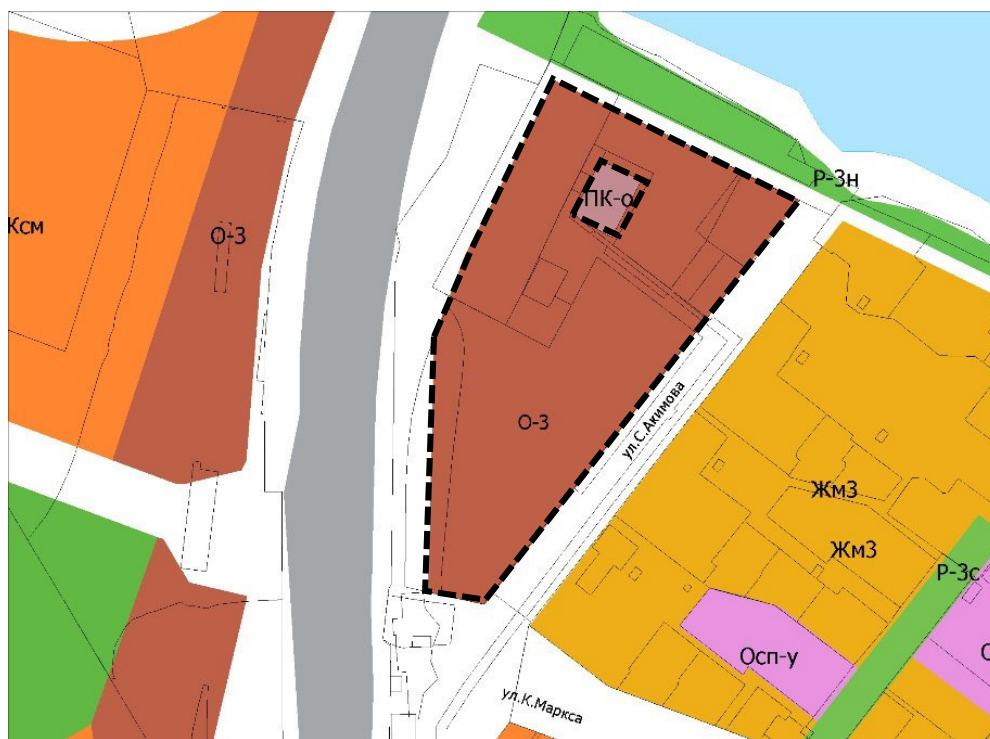 Р-3н
ПК-о
Ксм
О-3
О-3
ул.С.Акимова
Жм3
Жм3
Р-3с
Осп-у
О
ул.К.Маркса